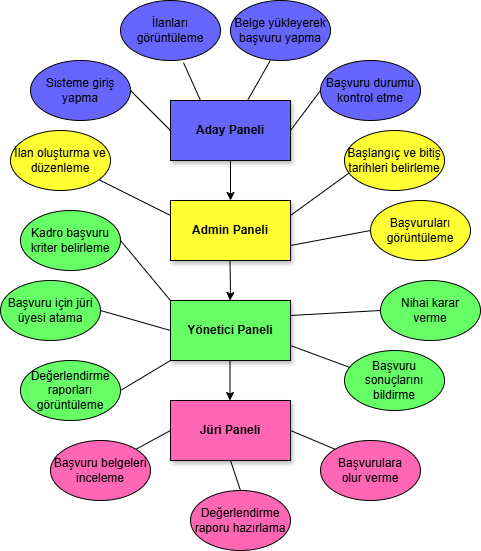 İlanları
görüntüleme
Belge yükleyerek
başvuru yapma
Sisteme giriş
yapma
Başvuru durumu
kontrol etme
Aday Paneli
İlan oluşturma ve
düzenleme
Başlangıç ve bitiş
tarihleri belirleme
Admin Paneli
Başvuruları
görüntüleme
Kadro başvuru
kriter belirleme
Başvuru için jüri
üyesi atama
Nihai karar
verme
Yönetici Paneli
Değerlendirme
raporları
görüntüleme
Başvuru
sonuçlarını
bildirme
Jüri Paneli
Başvuru belgeleri
inceleme
Başvurulara
olur verme
Değerlendirme
raporu hazırlama